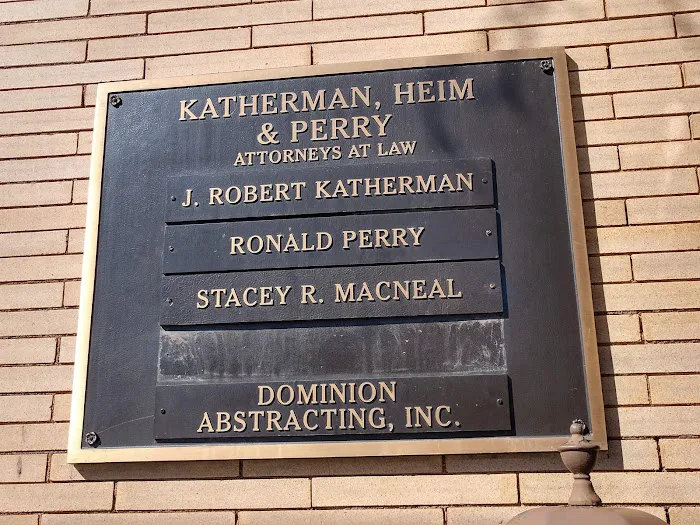 KATHERMAN, HEIM
& PERRY
ATTORNEYS AT LAW
J. ROBERT KATHERMAN
RONALD PERRY
STACEY R. MACNEAL
DOMINION
ABSTRACTING, INC.